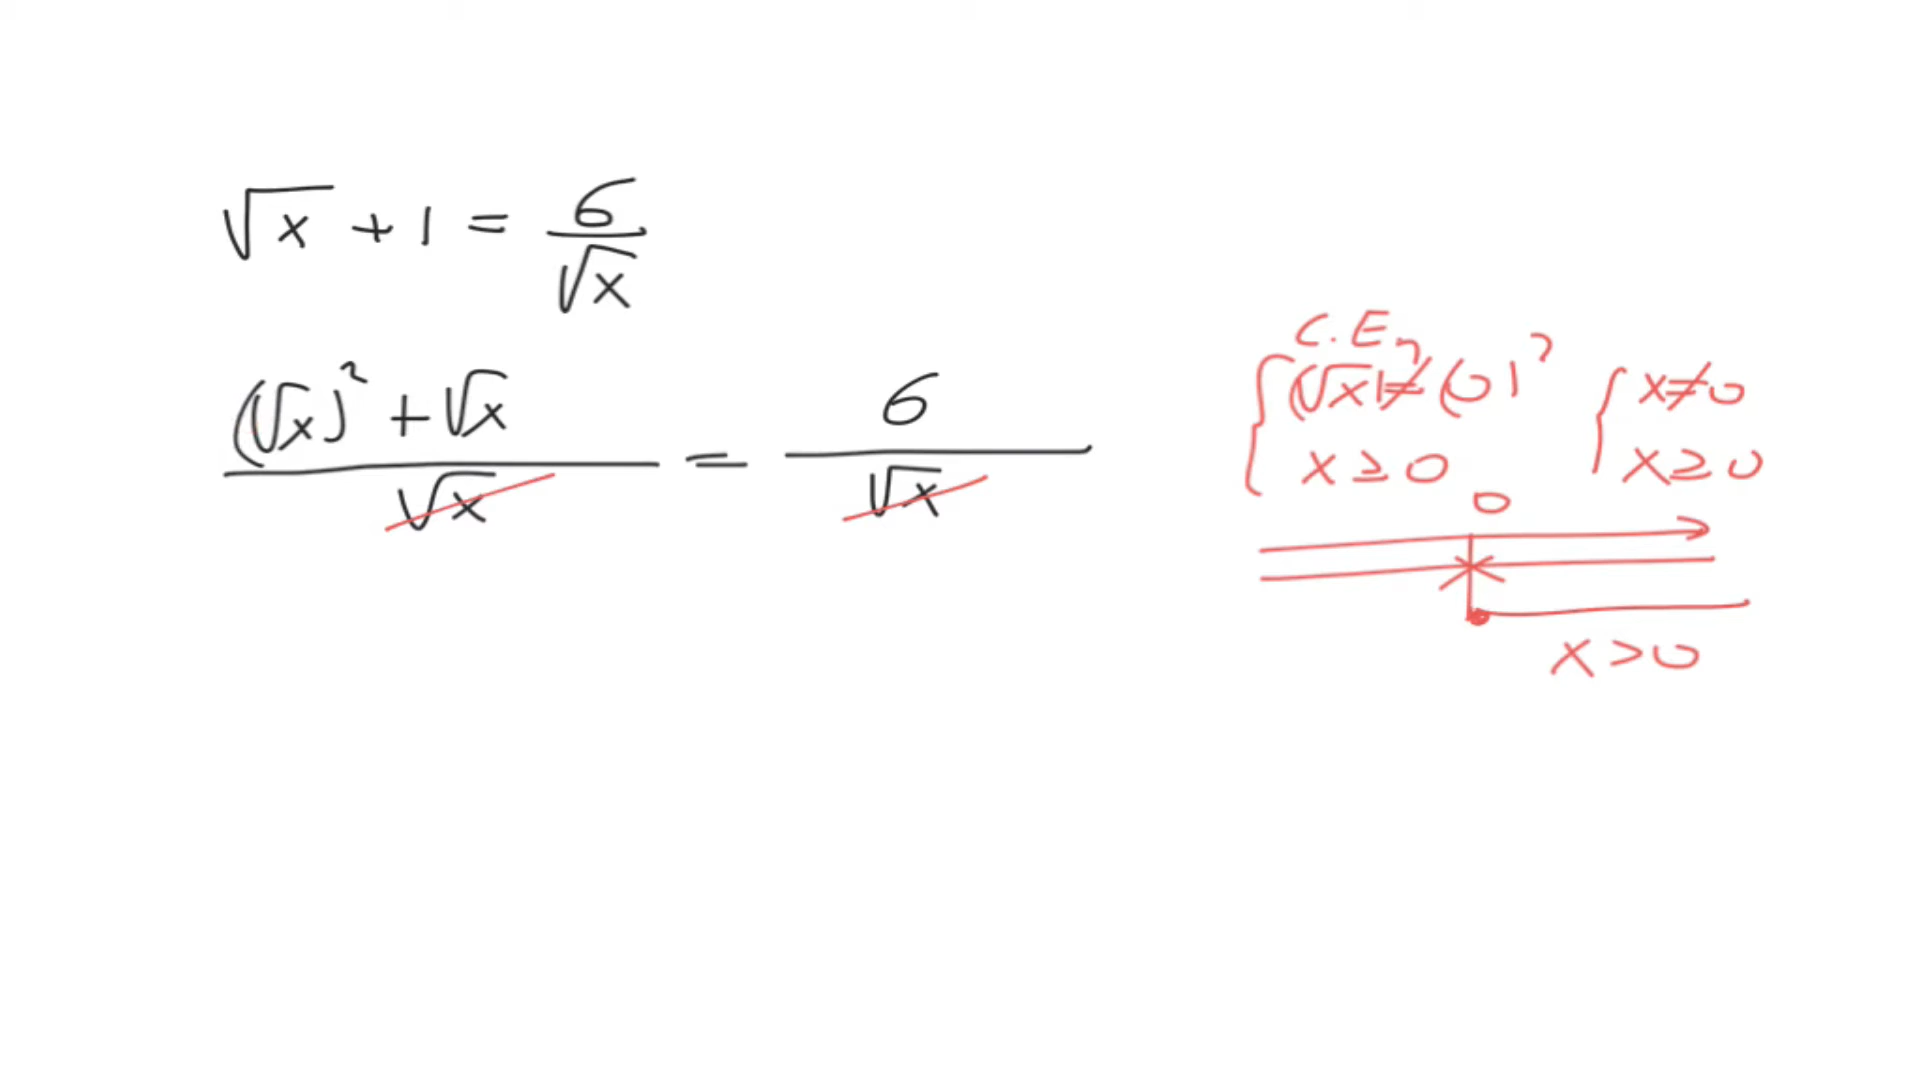 √x + 1 = 6/√x
((√x)² + √x)/√x = 6/√x
C.E.
{ (√x)² ≠ (0)² { x ≠ 0
x ≥ 0 x ≥ 0
0
x > 0